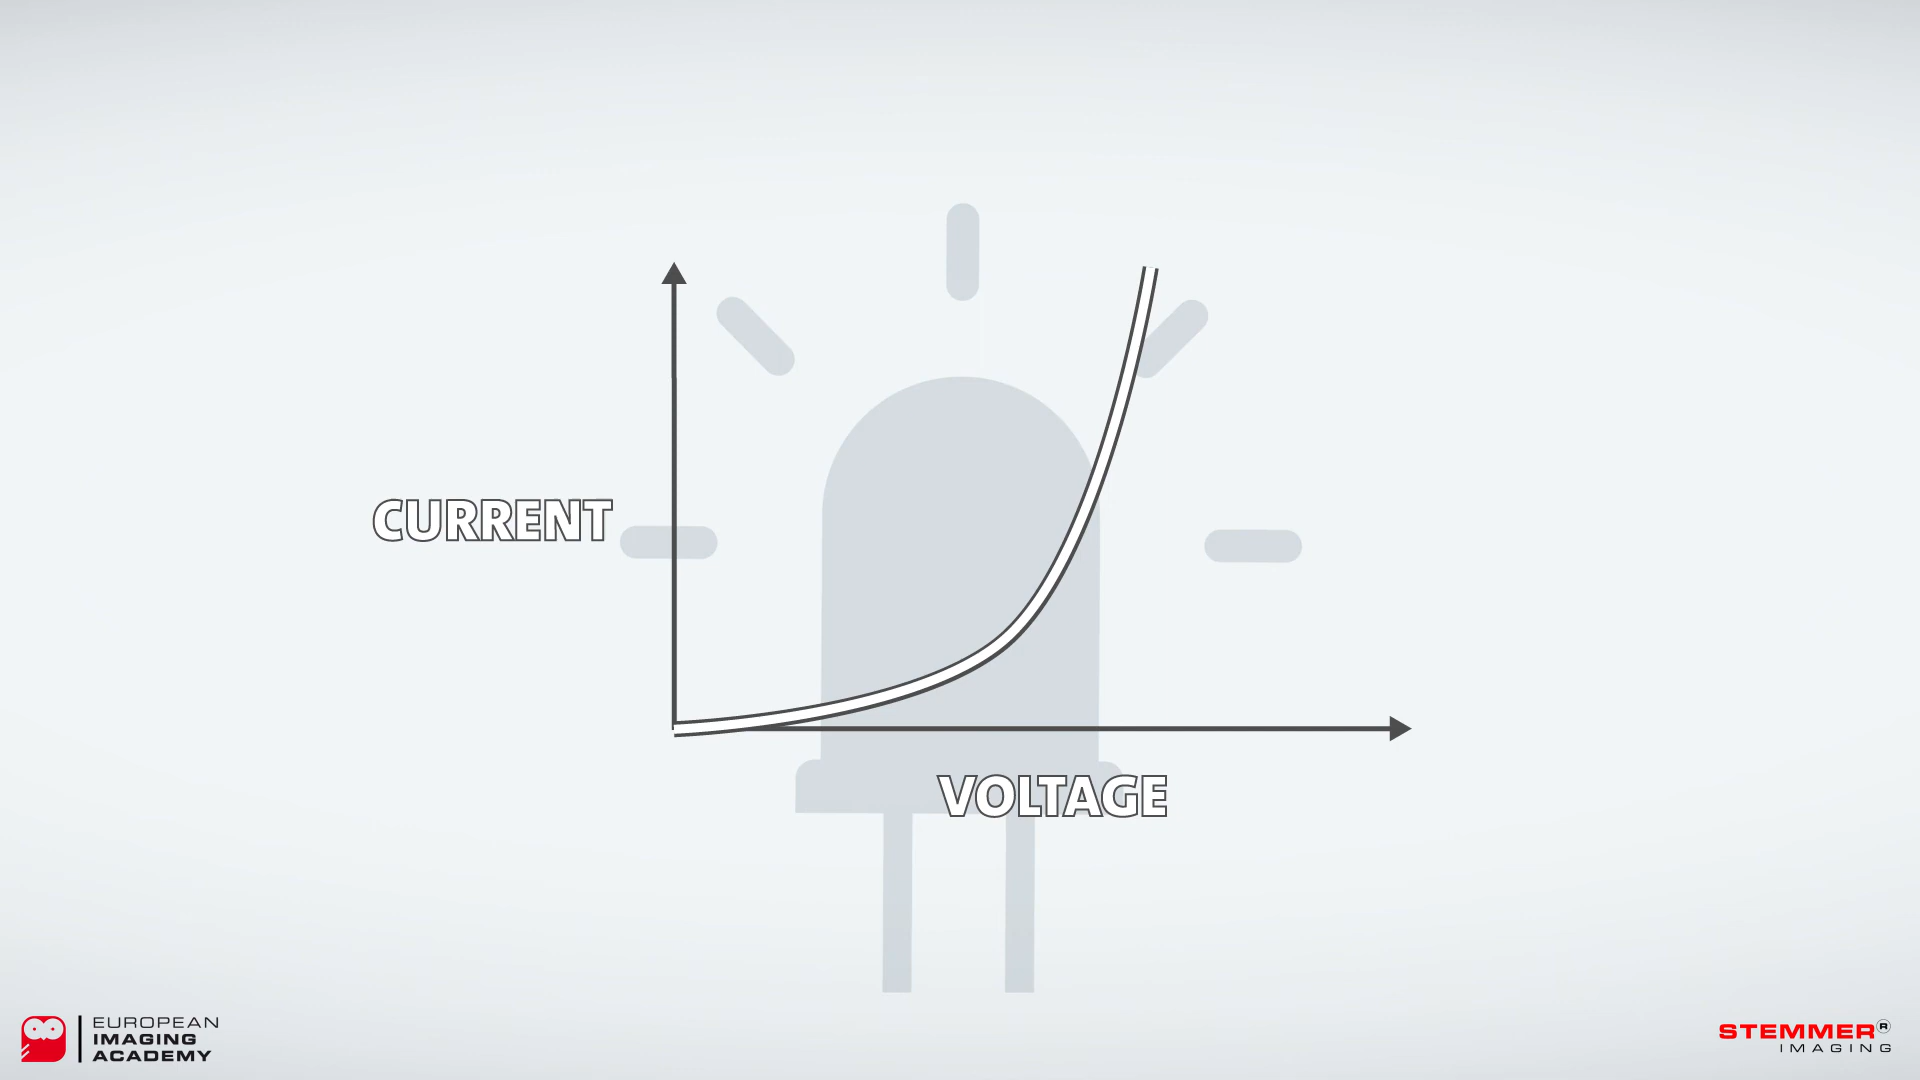 CURRENT
VOLTAGE
EUROPEAN
IMAGING
ACADEMY
STEMMER®
IMAGING